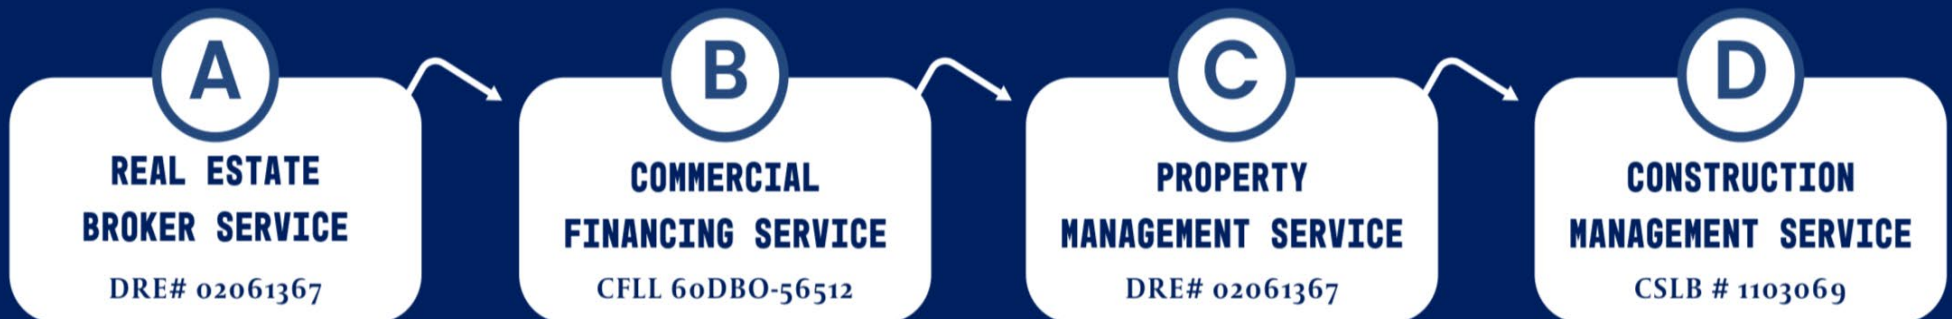 A
REAL ESTATE
BROKER SERVICE
DRE# 02061367
B
COMMERCIAL
FINANCING SERVICE
CFLL 60DBO-56512
C
PROPERTY
MANAGEMENT SERVICE
DRE# 02061367
D
CONSTRUCTION
MANAGEMENT SERVICE
CSLB # 1103069